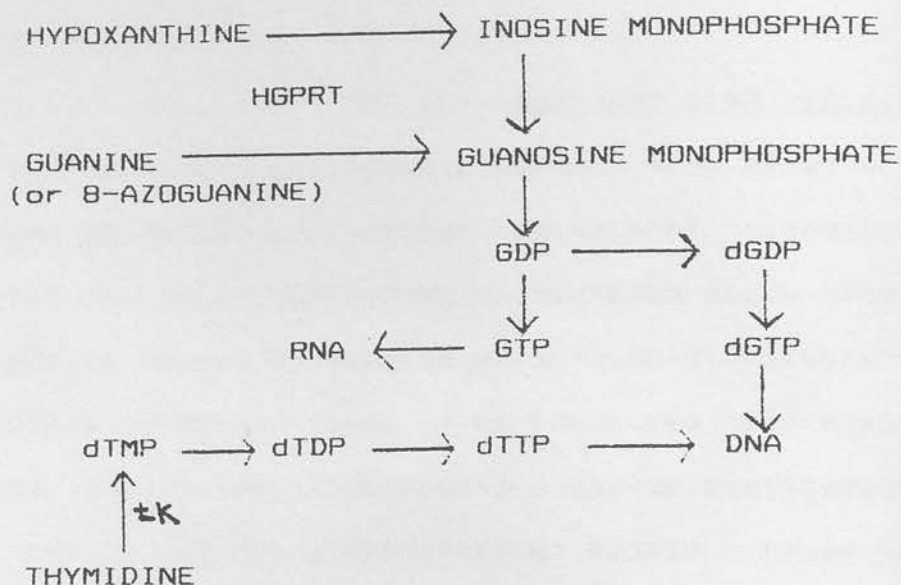 HYPOXANTHINE → INOSINE MONOPHOSPHATE
HGPRT
GUANINE → GUANOSINE MONOPHOSPHATE
(or 8-AZOGUANINE)
GDP → dGDP
RNA ← GTP dGTP
dTMP → dTDP → dTTP → DNA
tK
THYMIDINE